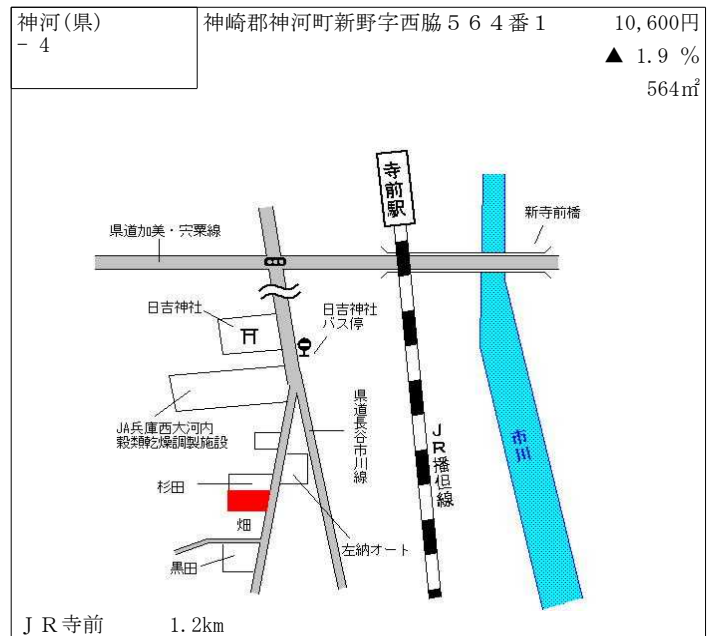 神河(県)
- 4
神崎郡神河町新野字西脇５６４番１
10,600円
▲ 1.9 %
564㎡
寺前駅
新寺前橋
県道加美・宍粟線
日吉神社
日吉神社
バス停
県道長谷市川線
JA兵庫西大河内
穀類乾燥調製施設
ＪＲ播但線
市川
杉田
畑
左納オート
黒田
ＪＲ寺前
1.2km